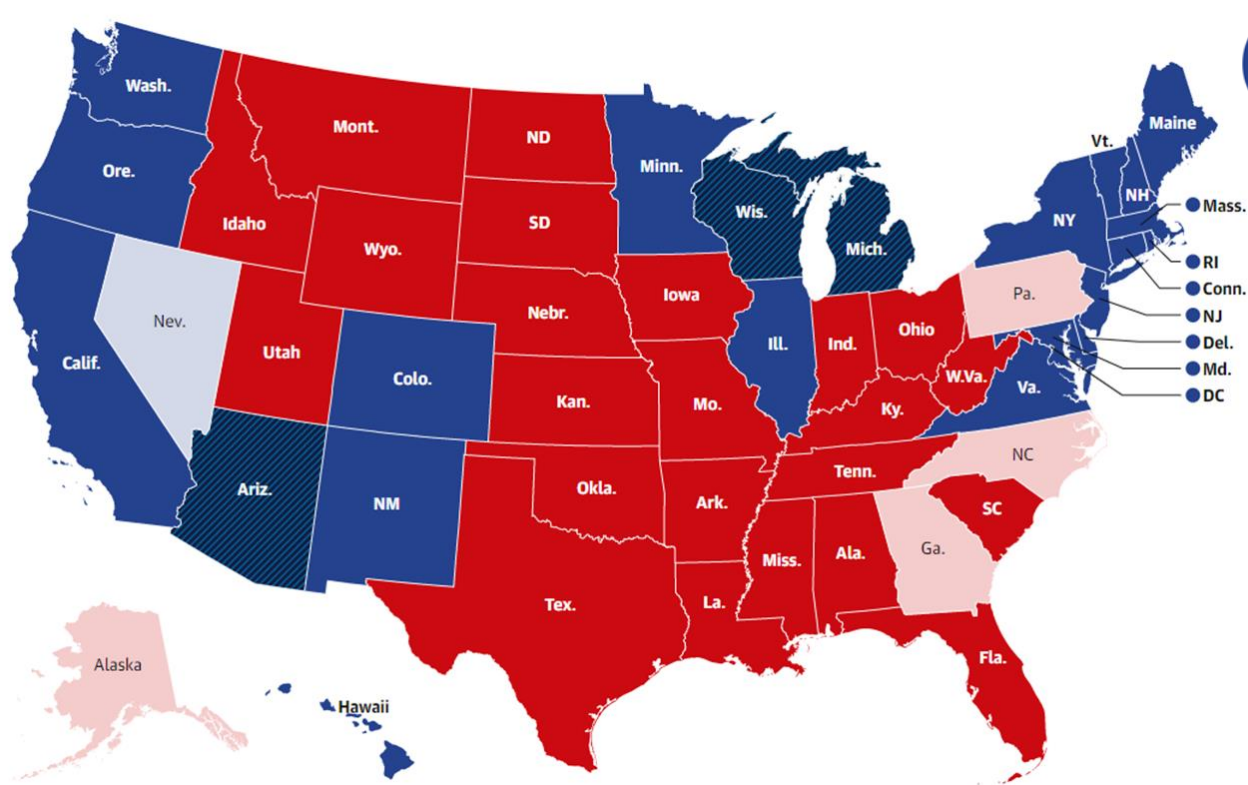 Wash.
Mont.
ND
Minn.
Maine
Vt.
Ore.
Idaho
SD
Wis.
Mich.
NY
NH
Mass.
Wyo.
RI
Conn.
Nev.
Nebr.
Iowa
Pa.
NJ
Calif.
Utah
Colo.
Ill.
Ind.
Ohio
Del.
W.Va.
Md.
Va.
DC
Kan.
Mo.
Ky.
Ariz.
NM
Okla.
Ark.
Tenn.
NC
SC
Tex.
La.
Miss.
Ala.
Ga.
Fla.
Alaska
Hawaii